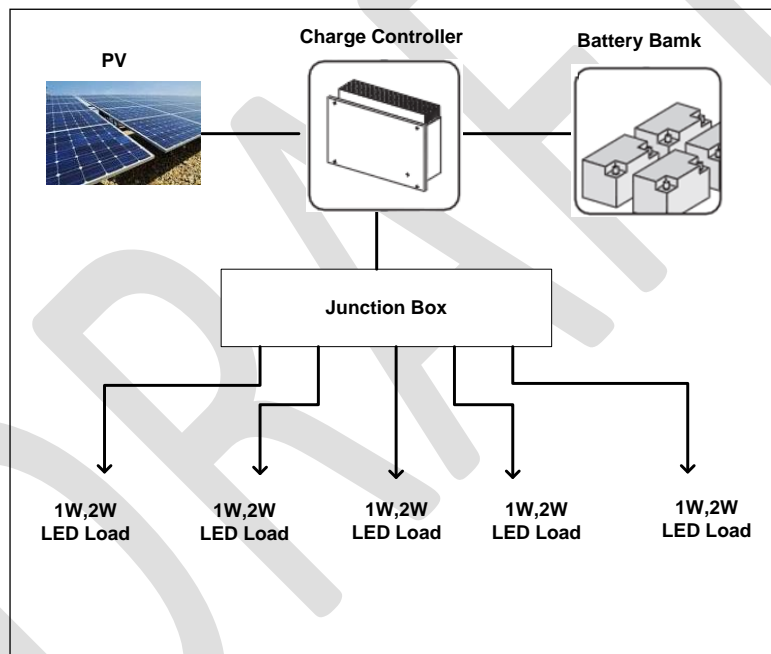 Charge Controller
PV
Battery Bamk
Junction Box
1W,2W
LED Load
1W,2W
LED Load
1W,2W
LED Load
1W,2W
LED Load
1W,2W
LED Load
DRAFT